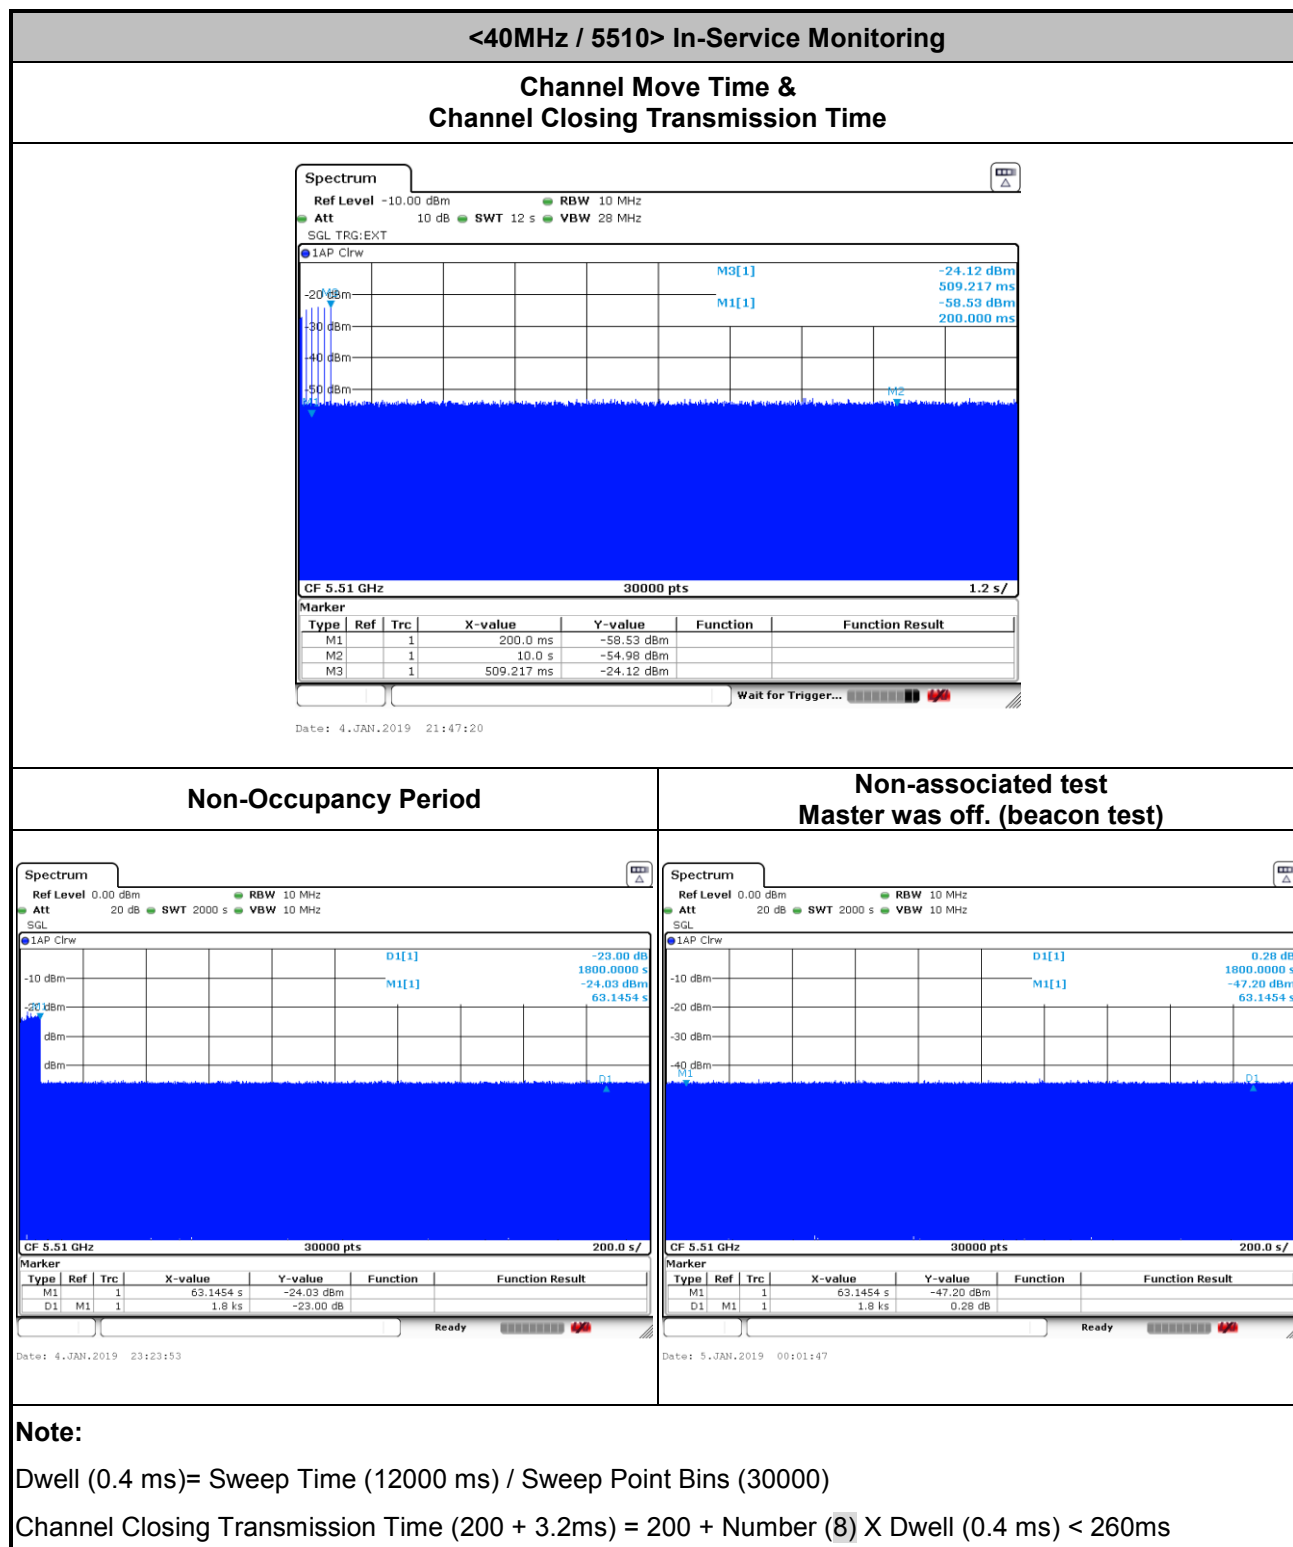 <40MHz / 5510> In-Service Monitoring
Channel Move Time &
Channel Closing Transmission Time
Spectrum
Ref Level -10.00 dBm RBW 10 MHz
Att 10 dB SWT 12 s VBW 28 MHz
SGL TRG:EXT
1AP Clrw
M3[1] -24.12 dBm
509.217 ms
M1[1] -58.53 dBm
200.000 ms
-20 dBm
M3
-30 dBm
-40 dBm
-50 dBm
M1
M2
CF 5.51 GHz 30000 pts 1.2 s/
Marker
Type Ref Trc X-value Y-value Function Function Result
M1 1 200.0 ms -58.53 dBm
M2 1 10.0 s -54.98 dBm
M3 1 509.217 ms -24.12 dBm
Wait for Trigger...
Date: 4.JAN.2019 21:47:20
Non-Occupancy Period
Spectrum
Ref Level 0.00 dBm RBW 10 MHz
Att 20 dB SWT 2000 s VBW 10 MHz
SGL
1AP Clrw
D1[1] -23.00 dB
1800.0000 s
M1[1] -24.03 dBm
63.1454 s
-10 dBm
-20 dBm
M1
dBm
dBm
D1
CF 5.51 GHz 30000 pts 200.0 s/
Marker
Type Ref Trc X-value Y-value Function Function Result
M1 1 63.1454 s -24.03 dBm
D1 M1 1 1.8 ks -23.00 dB
Ready
Date: 4.JAN.2019 23:23:53
Non-associated test
Master was off. (beacon test)
Spectrum
Ref Level 0.00 dBm RBW 10 MHz
Att 20 dB SWT 2000 s VBW 10 MHz
SGL
1AP Clrw
D1[1] 0.28 dB
1800.0000 s
M1[1] -47.20 dBm
63.1454 s
-10 dBm
-20 dBm
-30 dBm
-40 dBm
M1
D1
CF 5.51 GHz 30000 pts 200.0 s/
Marker
Type Ref Trc X-value Y-value Function Function Result
M1 1 63.1454 s -47.20 dBm
D1 M1 1 1.8 ks 0.28 dB
Ready
Date: 5.JAN.2019 00:01:47
Note:
Dwell (0.4 ms)= Sweep Time (12000 ms) / Sweep Point Bins (30000)
Channel Closing Transmission Time (200 + 3.2ms) = 200 + Number (8) X Dwell (0.4 ms) < 260ms